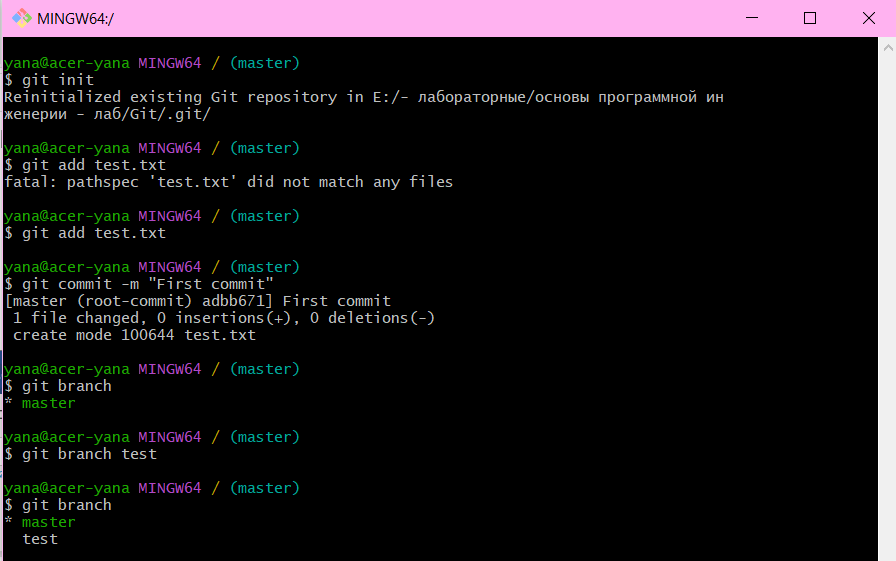 MINGW64:/
yana@acer-yana MINGW64 / (master)
$ git init
Reinitialized existing Git repository in E:/- лабораторные/основы программной ин
женерии - лаб/Git/.git/
yana@acer-yana MINGW64 / (master)
$ git add test.txt
fatal: pathspec 'test.txt' did not match any files
yana@acer-yana MINGW64 / (master)
$ git add test.txt
yana@acer-yana MINGW64 / (master)
$ git commit -m "First commit"
[master (root-commit) adbb671] First commit
 1 file changed, 0 insertions(+), 0 deletions(-)
 create mode 100644 test.txt
yana@acer-yana MINGW64 / (master)
$ git branch
* master
yana@acer-yana MINGW64 / (master)
$ git branch test
yana@acer-yana MINGW64 / (master)
$ git branch
* master
  test